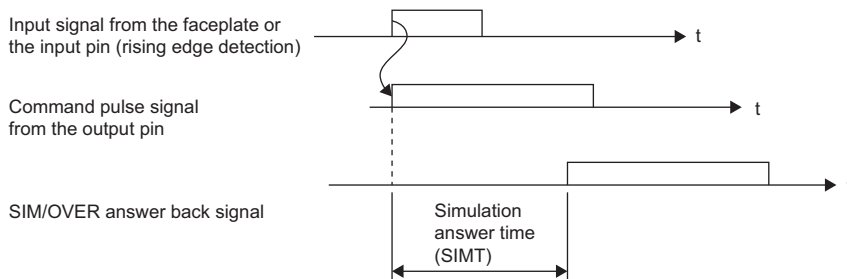 Input signal from the faceplate or
the input pin (rising edge detection)
t
Command pulse signal
from the output pin
t
SIM/OVER answer back signal
Simulation
answer time
(SIMT)